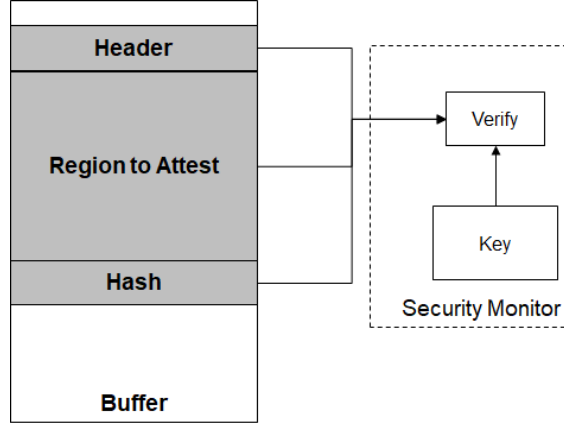 Header
Region to Attest
Hash
Buffer
Verify
Key
Security Monitor